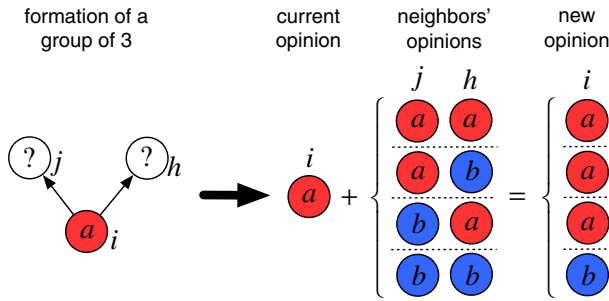 formation of a
group of 3
current
opinion
neighbors'
opinions
new
opinion
j h
i
a a a
? j ? h
i
a b a
a + =
a i
b a a
b b b